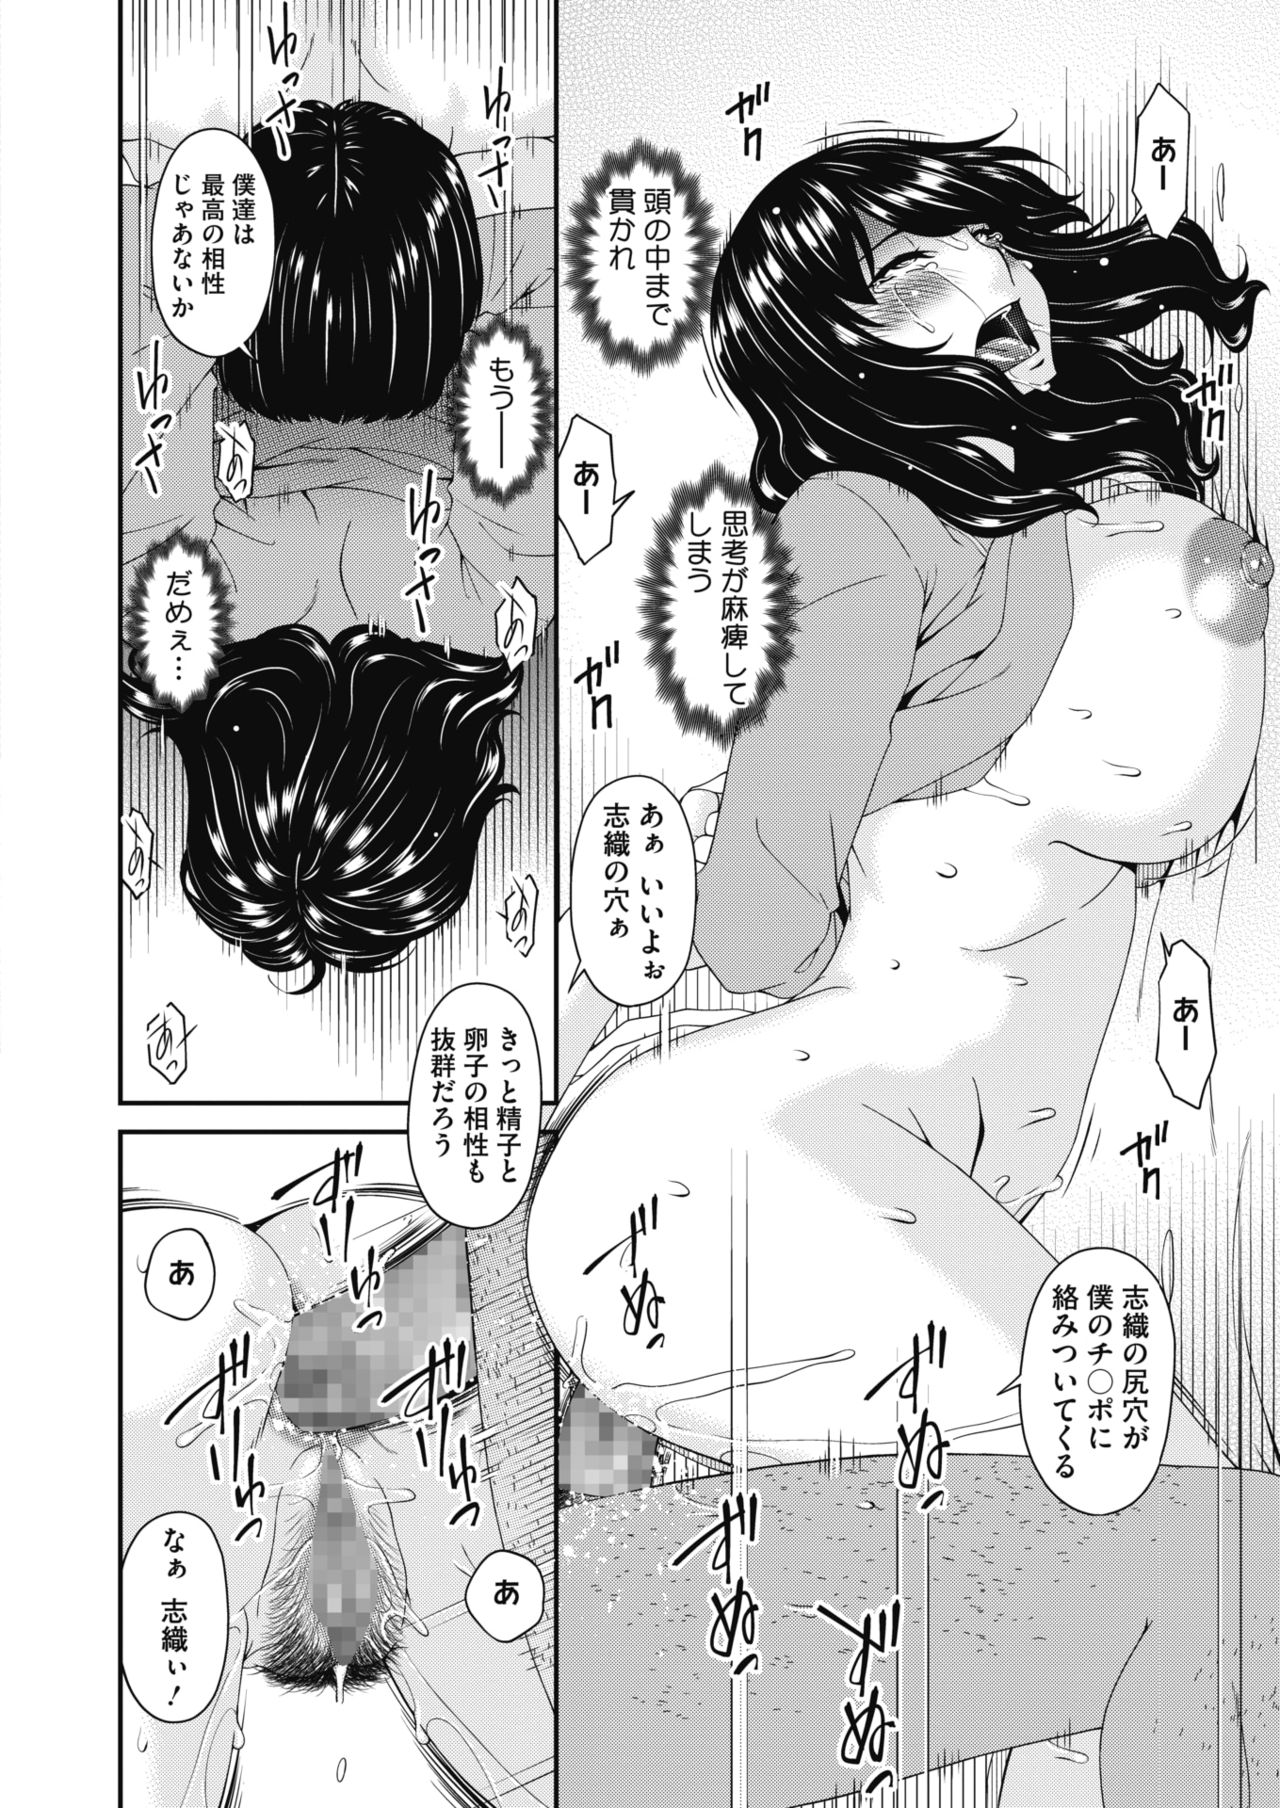 あー
ガク
頭の中まで
貫かれ
ガク
あー
思考が麻痺して
しまう
ガク
あぁ いいよぉ
志織の穴ぁ
あー
ガク
志織の尻穴が
僕のチ〇ポに
絡みついてくる
ずぬっ
ずぬっ
ずぬっ
ずぬっ
ゆっさ
ゆっさ
僕達は
最高の相性
じゃあないか
もう──
ゆっさ
あっ
ゆっさ
だめぇ…
あっ
あっ
あっ
あっ
きっと精子と
卵子の相性も
抜群だろう
ずりゅっ
あ
ずりゅっ
ずりゅっ
あ
なぁ 志織ぃ！